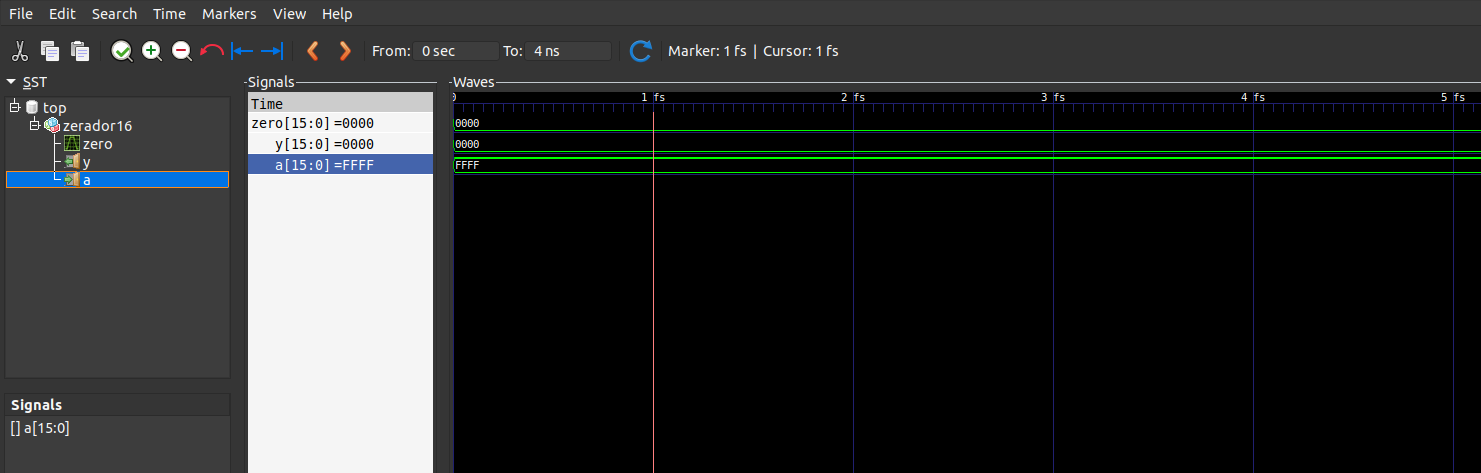 File Edit Search Time Markers View Help
From: 0 sec To: 4 ns Marker: 1 fs | Cursor: 1 fs
SST
top
zerador16
zero
y
a
Signals
[] a[15:0]
Signals
Time
zero[15:0] =0000
y[15:0] =0000
a[15:0] =FFFF
Waves
0 1 fs 2 fs 3 fs 4 fs 5 fs
0000
0000
FFFF